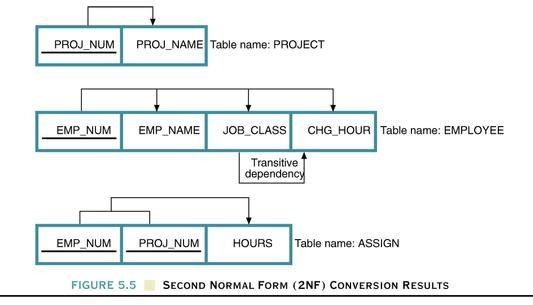 PROJ_NUM PROJ_NAME Table name: PROJECT
EMP_NUM EMP_NAME JOB_CLASS CHG_HOUR Table name: EMPLOYEE
Transitive
dependency
EMP_NUM PROJ_NUM HOURS Table name: ASSIGN
FIGURE 5.5 SECOND NORMAL FORM (2NF) CONVERSION RESULTS